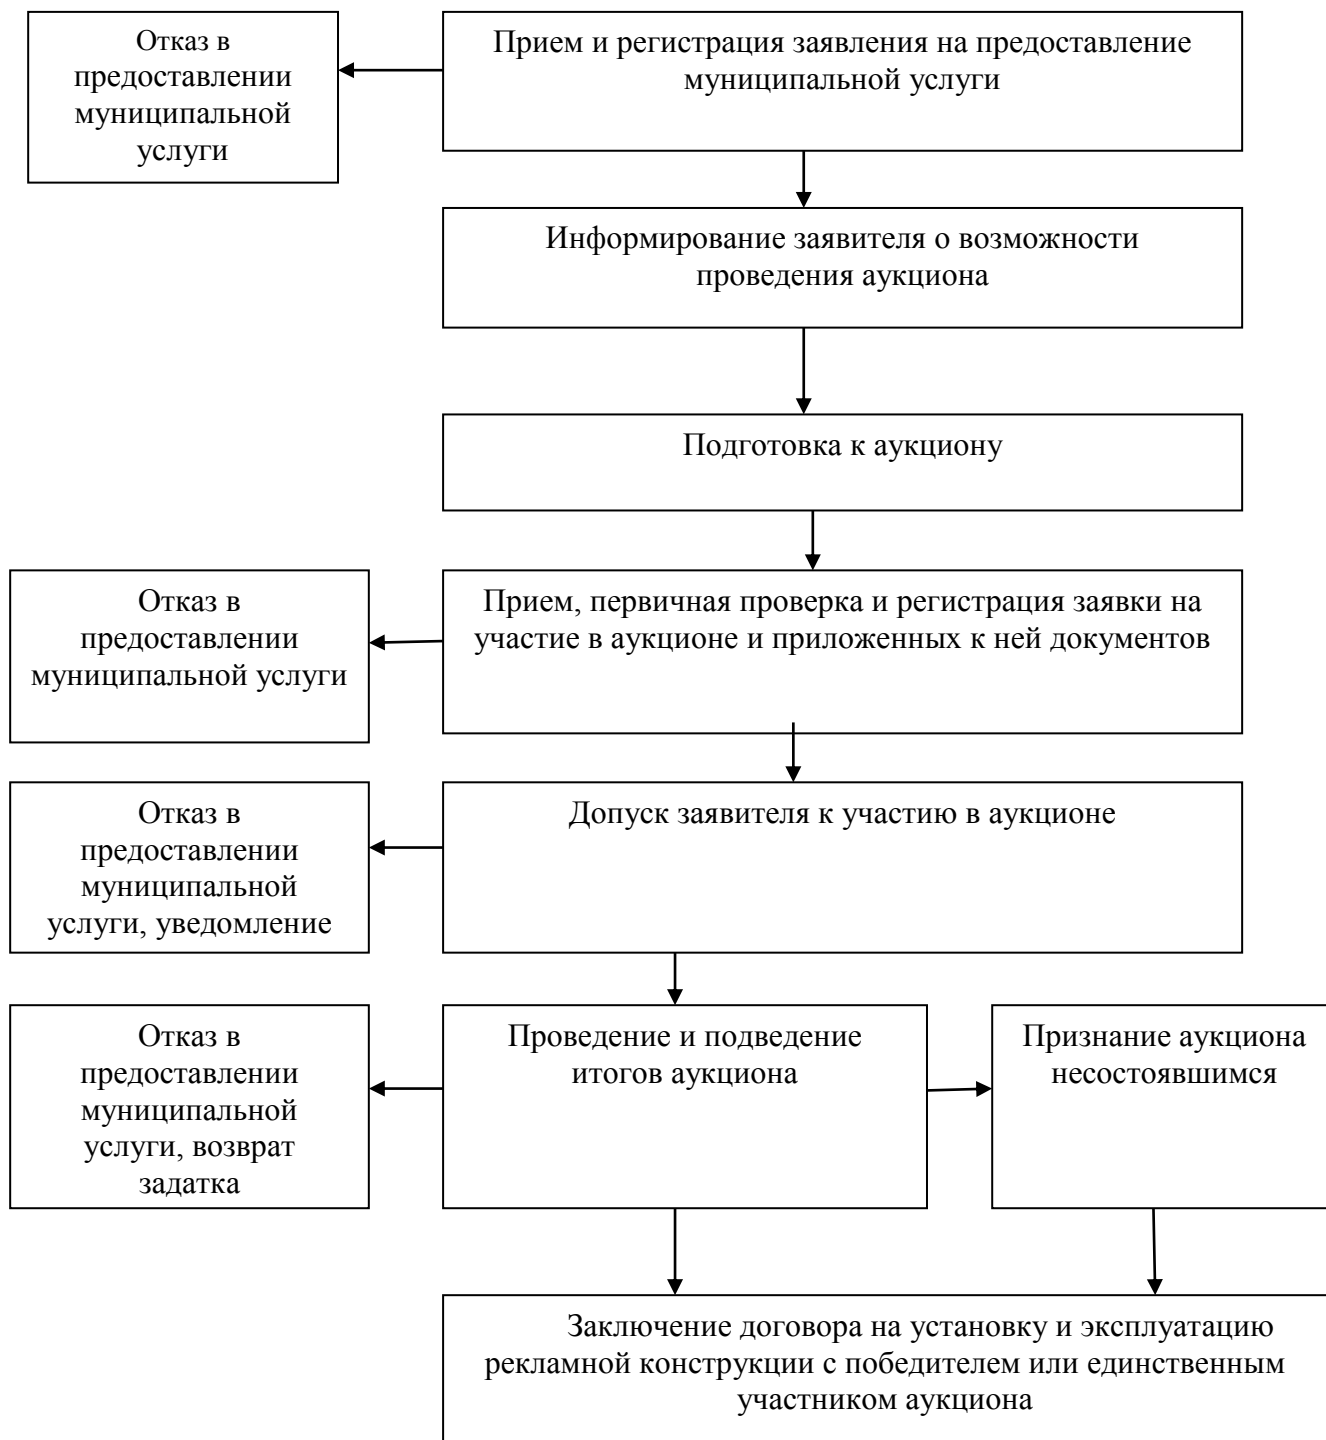 Отказ в
предоставлении
муниципальной
услуги
Прием и регистрация заявления на предоставление
муниципальной услуги
Информирование заявителя о возможности
проведения аукциона
Подготовка к аукциону
Отказ в
предоставлении
муниципальной услуги
Прием, первичная проверка и регистрация заявки на
участие в аукционе и приложенных к ней документов
Отказ в
предоставлении
муниципальной
услуги, уведомление
Допуск заявителя к участию в аукционе
Отказ в
предоставлении
муниципальной
услуги, возврат
задатка
Проведение и подведение
итогов аукциона
Признание аукциона
несостоявшимся
Заключение договора на установку и эксплуатацию
рекламной конструкции с победителем или единственным
участником аукциона